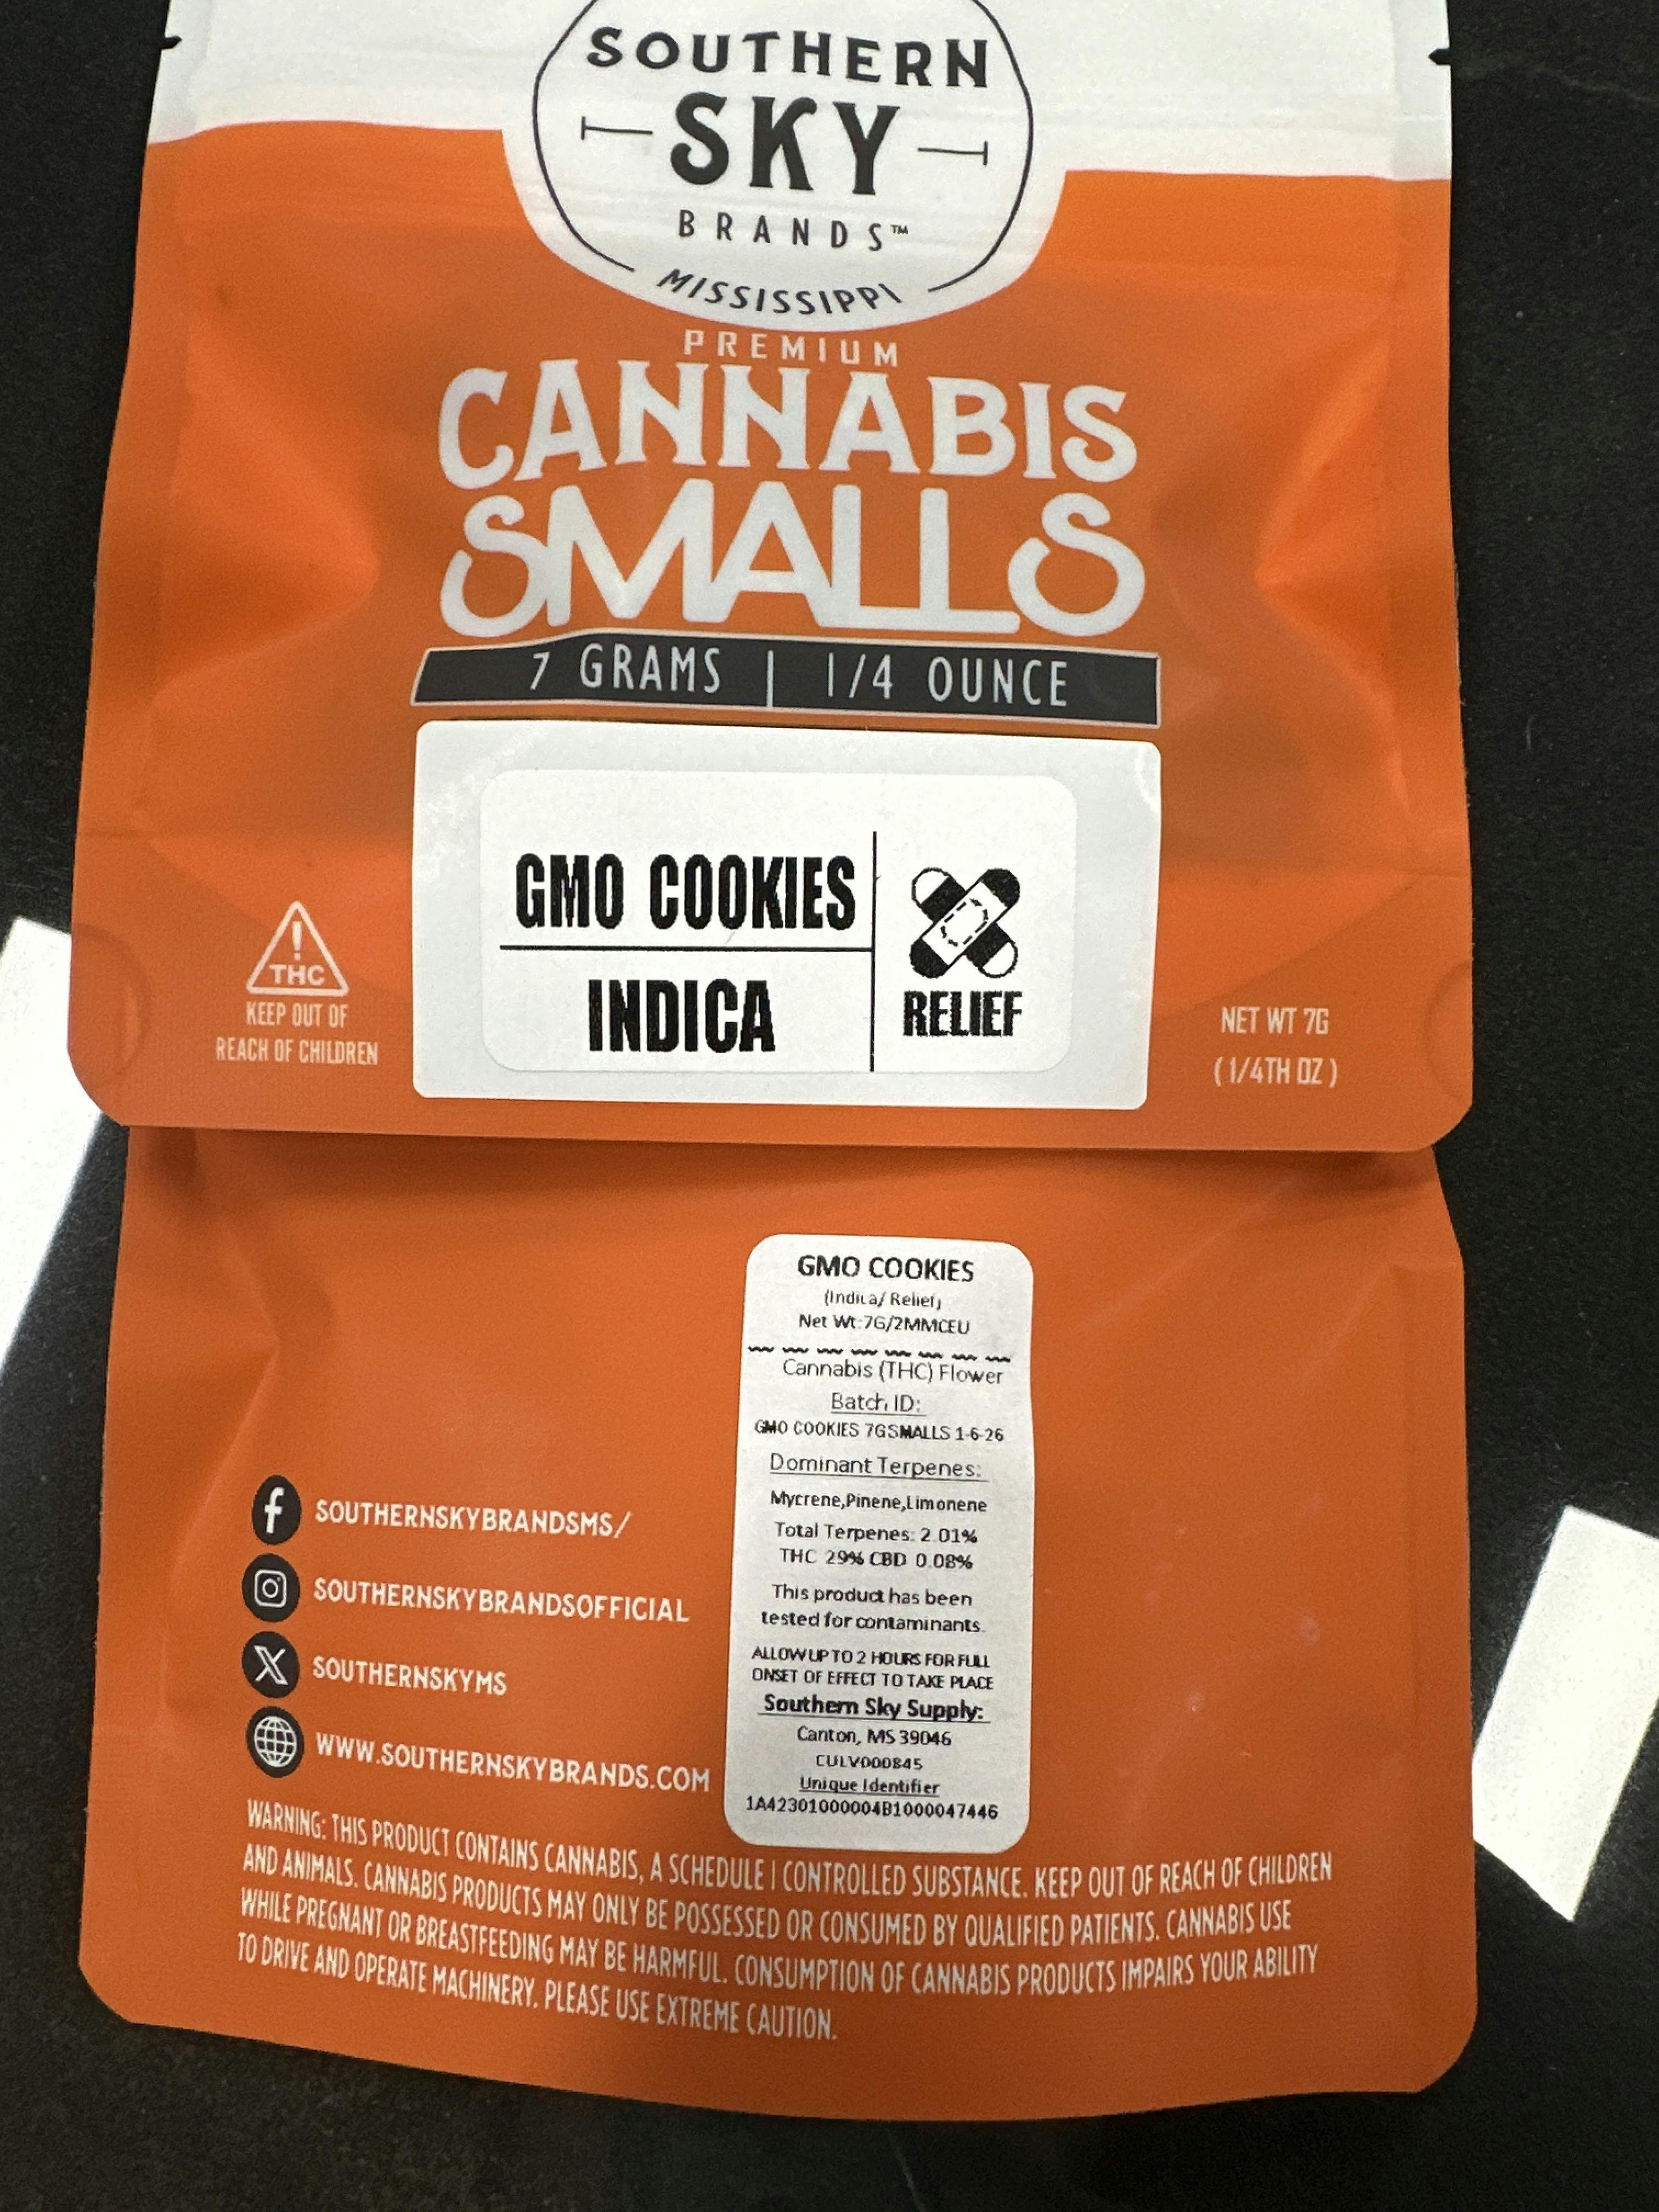 SOUTHERN
SKY
BRANDS™
MISSISSIPPI
PREMIUM
CANNABIS
SMALLS
7 GRAMS | 1/4 OUNCE
GMO COOKIES
INDICA
RELIEF
THC
KEEP OUT OF
REACH OF CHILDREN
NET WT 7G
(1/4TH OZ)
GMO COOKIES
(Indica/ Relief)
Net Wt:7G/2MMCEU
Cannabis (THC) Flower
Batch ID:
GMO COOKIES 7GSMALLS 1-6-26
Dominant Terpenes:
Myrcene,Pinene,Limonene
Total Terpenes: 2.01%
THC 29% CBD 0.08%
This product has been
tested for contaminants.
ALLOW UP TO 2 HOURS FOR FULL
ONSET OF EFFECT TO TAKE PLACE
Southern Sky Supply:
Canton, MS 39046
CULV000845
Unique Identifier
1A42301000004B1000047446
SOUTHERNSKYBRANDSMS/
SOUTHERNSKYBRANDSOFFICIAL
SOUTHERNSKYMS
WWW.SOUTHERNSKYBRANDS.COM
WARNING: THIS PRODUCT CONTAINS CANNABIS, A SCHEDULE I CONTROLLED SUBSTANCE. KEEP OUT OF REACH OF CHILDREN
AND ANIMALS. CANNABIS PRODUCTS MAY ONLY BE POSSESSED OR CONSUMED BY QUALIFIED PATIENTS. CANNABIS USE
WHILE PREGNANT OR BREASTFEEDING MAY BE HARMFUL. CONSUMPTION OF CANNABIS PRODUCTS IMPAIRS YOUR ABILITY
TO DRIVE AND OPERATE MACHINERY. PLEASE USE EXTREME CAUTION.